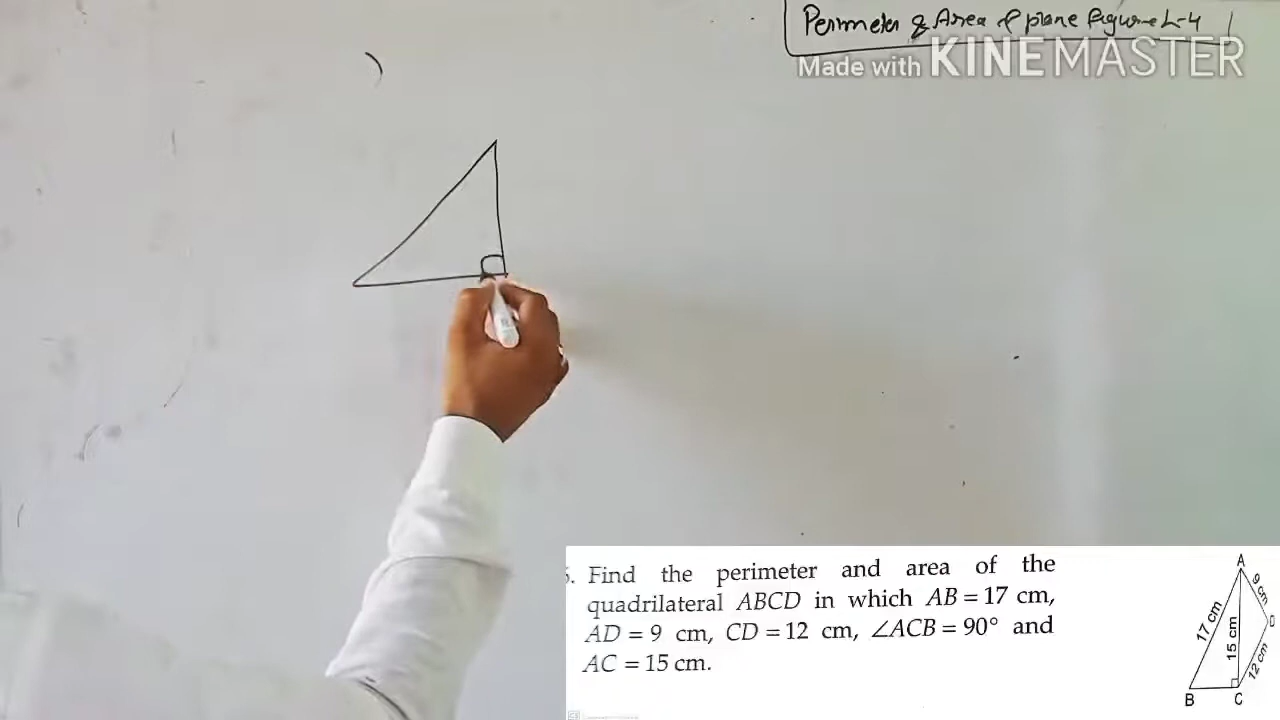 Perimeter & Area of plane figure L-4
Made with KINEMASTER
5. Find the perimeter and area of the
quadrilateral ABCD in which AB = 17 cm,
AD = 9 cm, CD = 12 cm, ∠ACB = 90° and
AC = 15 cm.
A
9 cm
17 cm
15 cm
D
12 cm
B
C